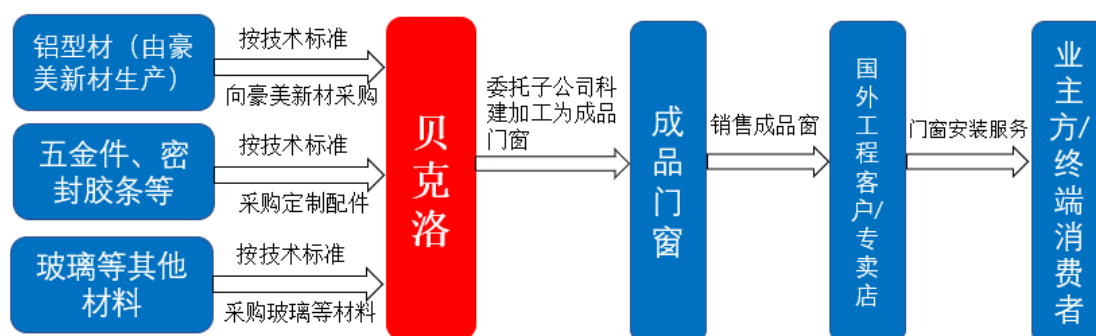 铝型材（由豪
美新材生产）
按技术标准
向豪美新材采购
五金件、密
封胶条等
按技术标准
采购定制配件
玻璃等其他
材料
按技术标准
采购玻璃等材料
贝克洛
委托子公司科
建加工为成品
门窗
成品门窗
销售成品窗
国外工程客户/专卖店
门窗安装服务
业主方/终端消费者